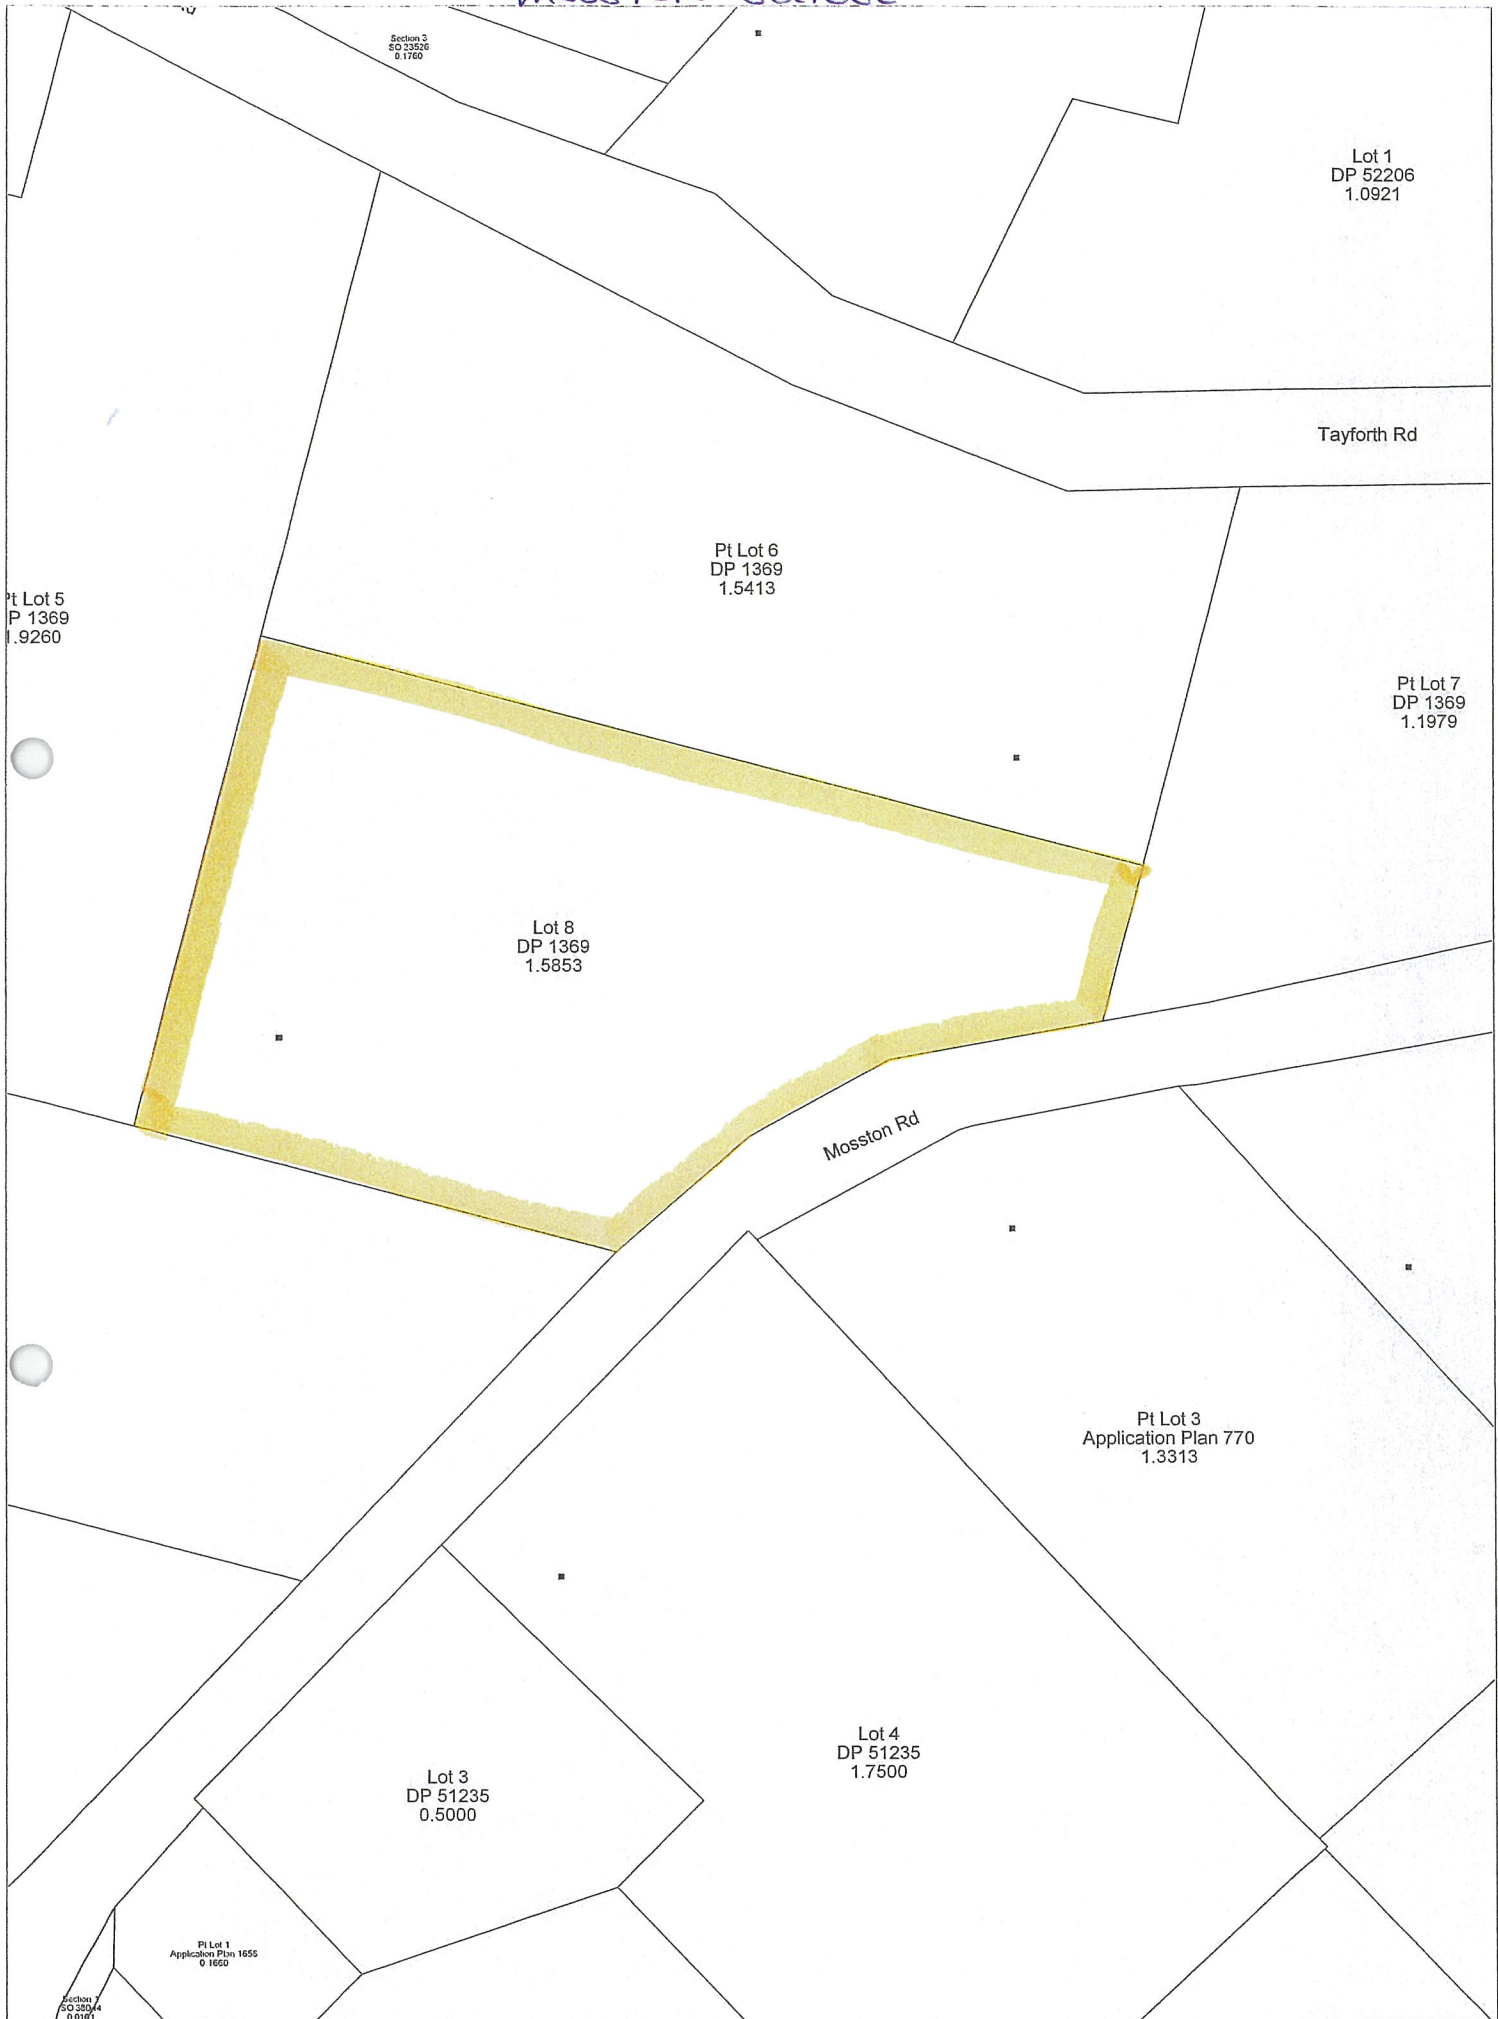 Section 3
SO 23526
0.1760
Lot 1
DP 52206
1.0921
Tayforth Rd
Pt Lot 6
DP 1369
1.5413
t Lot 5
P 1369
1.9260
Pt Lot 7
DP 1369
1.1979
Lot 8
DP 1369
1.5853
Mosston Rd
Pt Lot 3
Application Plan 770
1.3313
Lot 4
DP 51235
1.7500
Lot 3
DP 51235
0.5000
Pt Lot 1
Application Plan 1656
0.1660
Section 1